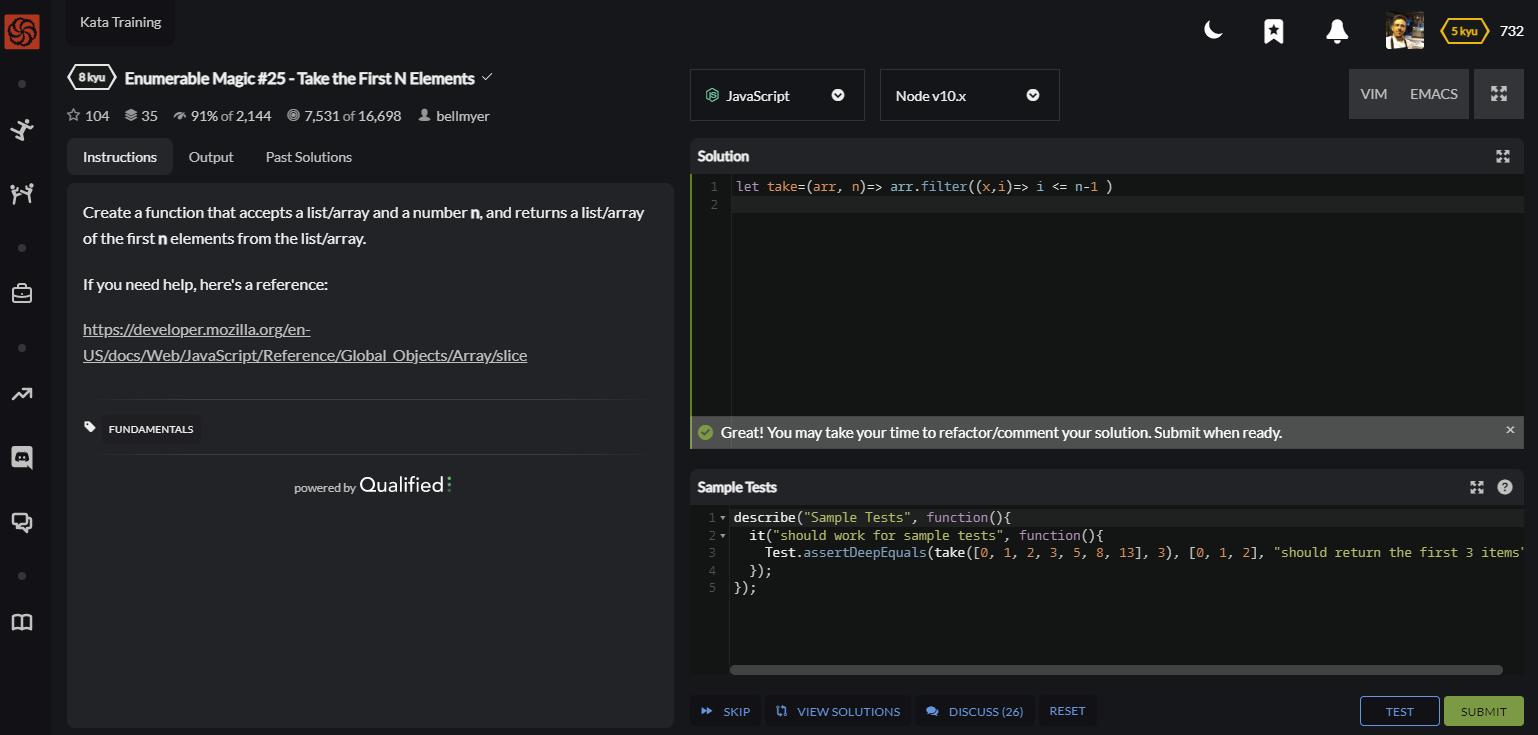 Kata Training
5 kyu 732
8 kyu Enumerable Magic #25 - Take the First N Elements
104 35 91% of 2,144 7,531 of 16,698 bellmyer
Instructions Output Past Solutions
Create a function that accepts a list/array and a number n, and returns a list/array
of the first n elements from the list/array.
If you need help, here's a reference:
https://developer.mozilla.org/en-
US/docs/Web/JavaScript/Reference/Global_Objects/Array/slice
FUNDAMENTALS
powered by Qualified
JavaScript Node v10.x VIM EMACS
Solution
1 let take=(arr, n)=> arr.filter((x,i)=> i <= n-1 )
2
Great! You may take your time to refactor/comment your solution. Submit when ready.
Sample Tests
1 describe("Sample Tests", function(){
2 it("should work for sample tests", function(){
3 Test.assertDeepEquals(take([0, 1, 2, 3, 5, 8, 13], 3), [0, 1, 2], "should return the first 3 items"
4 });
5 });
SKIP VIEW SOLUTIONS DISCUSS (26) RESET TEST SUBMIT